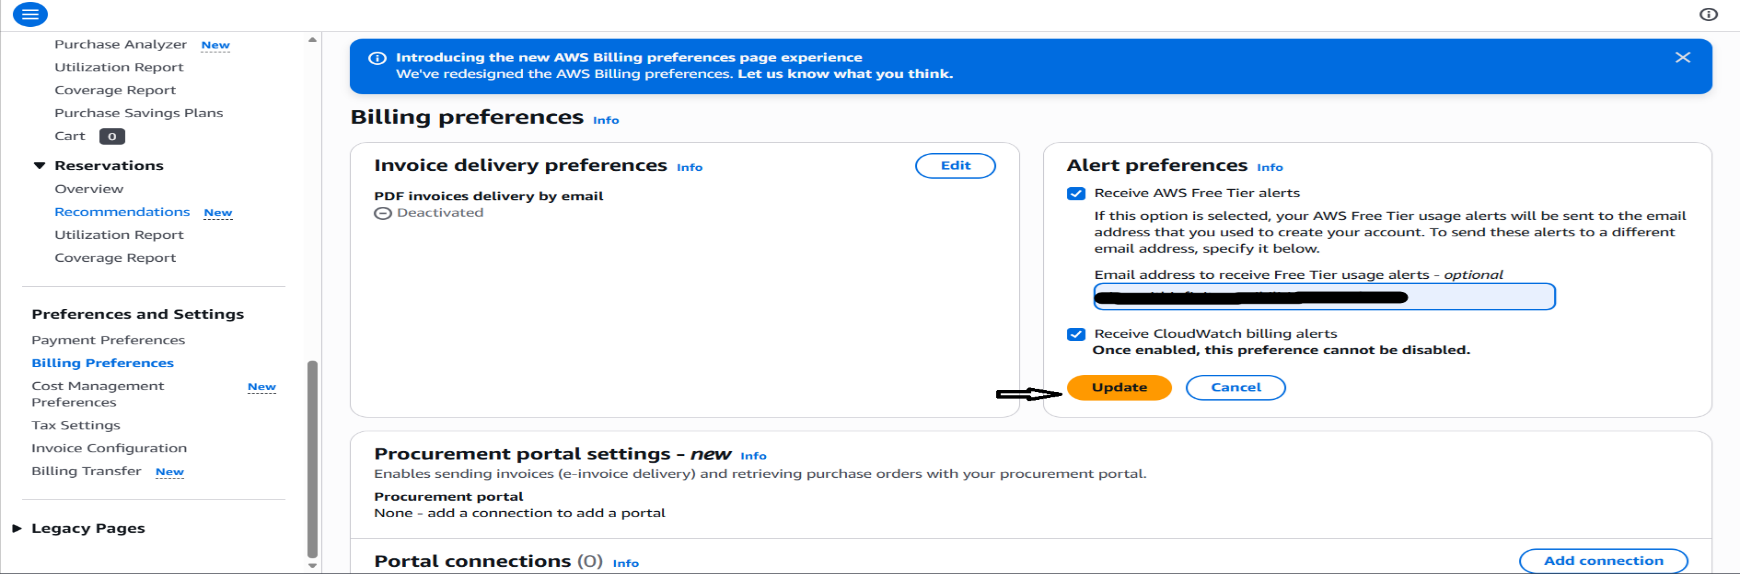 Purchase Analyzer New
Utilization Report
Coverage Report
Purchase Savings Plans
Cart 0
Reservations
Overview
Recommendations New
Utilization Report
Coverage Report
Preferences and Settings
Payment Preferences
Billing Preferences
Cost Management New
Preferences
Tax Settings
Invoice Configuration
Billing Transfer New
Legacy Pages
Introducing the new AWS Billing preferences page experience
We've redesigned the AWS Billing preferences. Let us know what you think.
Billing preferences Info
Invoice delivery preferences Info
Edit
PDF invoices delivery by email
Deactivated
Alert preferences Info
Receive AWS Free Tier alerts
If this option is selected, your AWS Free Tier usage alerts will be sent to the email
address that you used to create your account. To send these alerts to a different
email address, specify it below.
Email address to receive Free Tier usage alerts - optional
Receive CloudWatch billing alerts
Once enabled, this preference cannot be disabled.
Update Cancel
Procurement portal settings - new Info
Enables sending invoices (e-invoice delivery) and retrieving purchase orders with your procurement portal.
Procurement portal
None - add a connection to add a portal
Portal connections (0) Info
Add connection